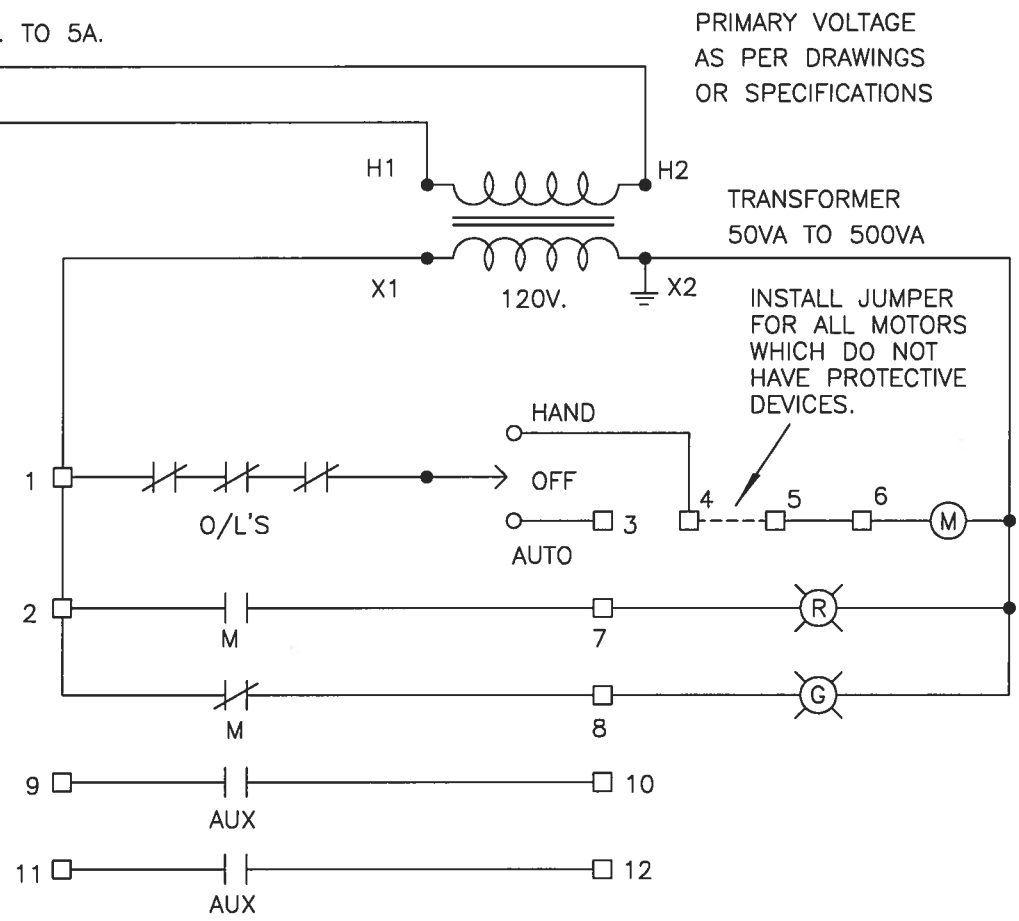 . TO 5A.
PRIMARY VOLTAGE
AS PER DRAWINGS
OR SPECIFICATIONS
H1
H2
TRANSFORMER
50VA TO 500VA
X1
120V.
X2
INSTALL JUMPER
FOR ALL MOTORS
WHICH DO NOT
HAVE PROTECTIVE
DEVICES.
HAND
1
OFF
O/L'S
3
4
5
6
M
AUTO
2
M
7
R
M
8
G
9
AUX
10
11
AUX
12